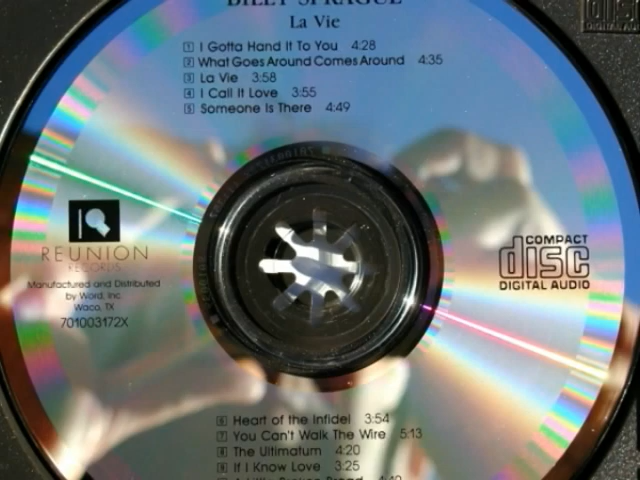 BILLY SPRAGUE
La Vie
1 I Gotta Hand It To You 4:28
2 What Goes Around Comes Around 4:35
3 La Vie 3:58
4 I Call It Love 3:55
5 Someone Is There 4:49
REUNION
RECORDS
Manufactured and Distributed
by Word, Inc
Waco, TX
701003172X
COMPACT
disc
DIGITAL AUDIO
6 Heart of the Infidel 3:54
7 You Can't Walk The Wire 5:13
8 The Ultimatum 4:20
9 If I Know Love 3:25